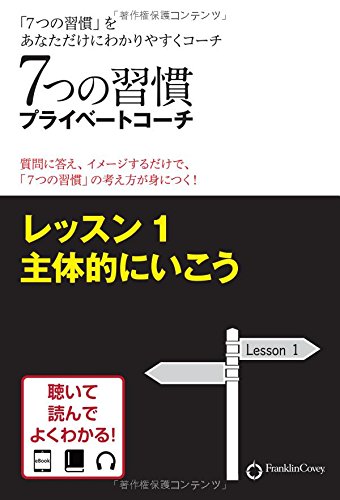 「著作権保護コンテンツ」
「7つの習慣」を
あなただけにわかりやすくコーチ
7つの習慣
プライベートコーチ
質問に答え、イメージするだけで、
「7つの習慣」の考え方が身につく!
レッスン1
主体的にいこう
Lesson 1
聴いて
読んで
よくわかる!
eBook
FranklinCovey
「著作権保護コンテンツ」